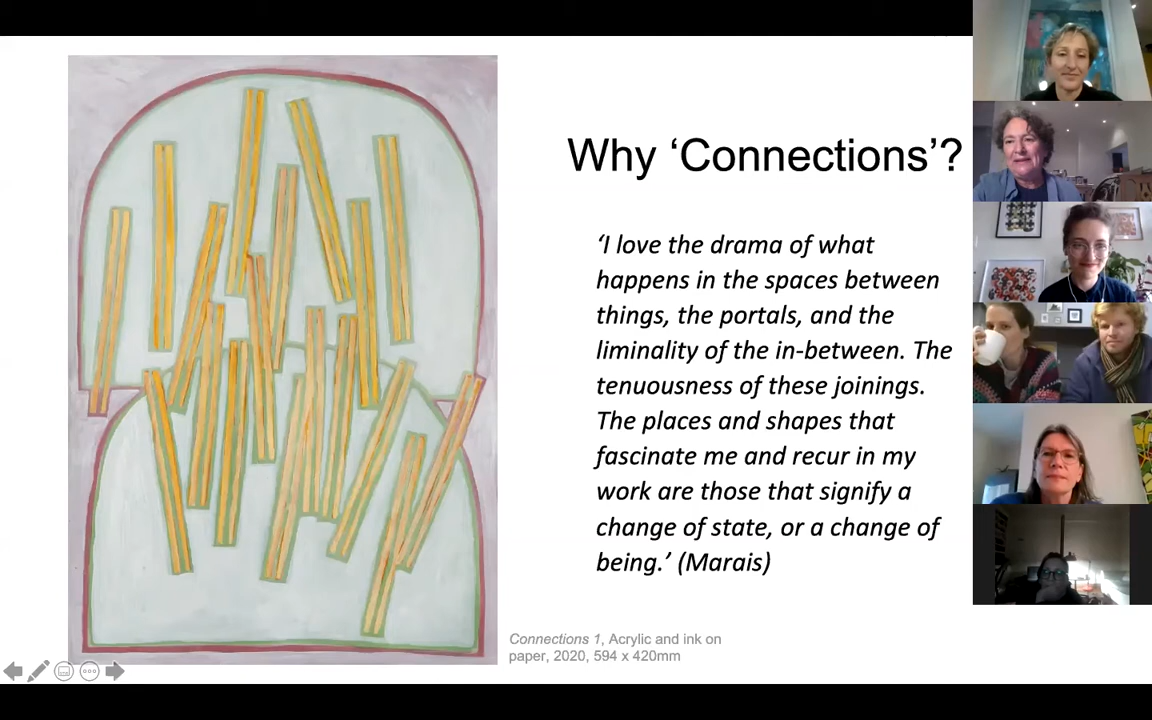 Why ‘Connections’?
‘I love the drama of what
happens in the spaces between
things, the portals, and the
liminality of the in-between. The
tenuousness of these joinings.
The places and shapes that
fascinate me and recur in my
work are those that signify a
change of state, or a change of
being.’ (Marais)
Connections 1, Acrylic and ink on
paper, 2020, 594 x 420mm